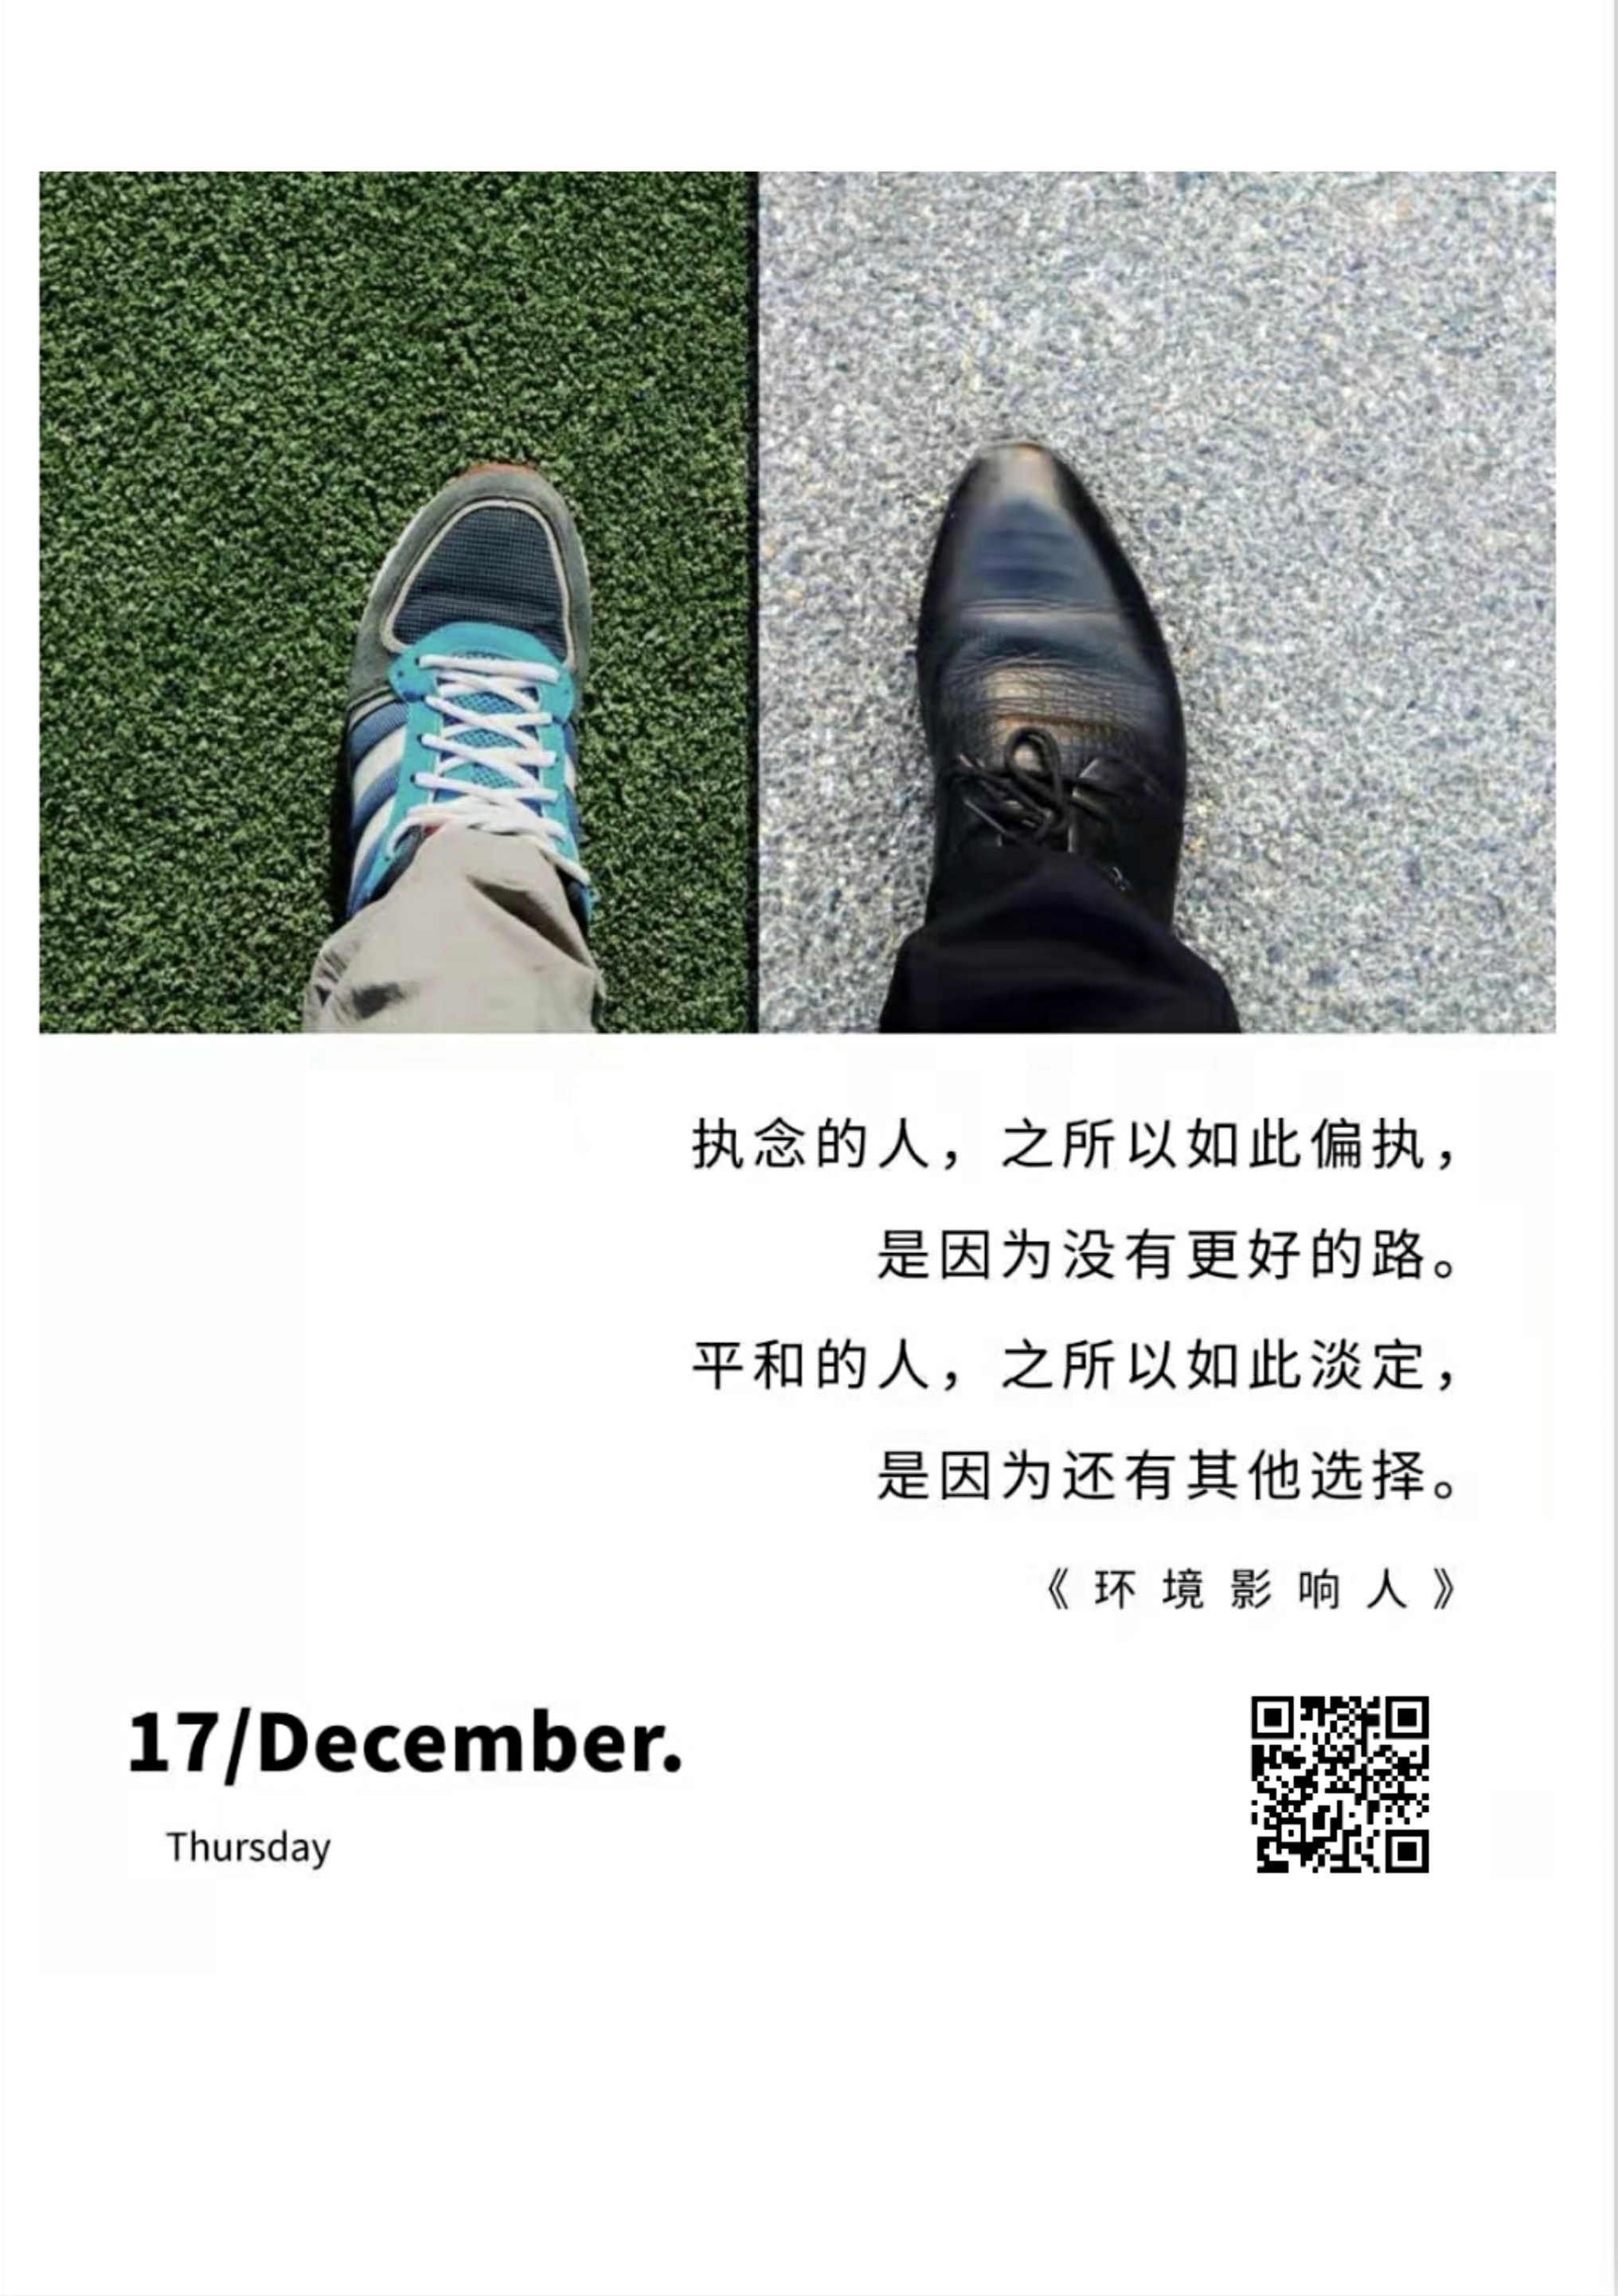 执念的人，之所以如此偏执，
是因为没有更好的路。
平和的人，之所以如此淡定，
是因为还有其他选择。
《环境影响人》
17/December.
Thursday